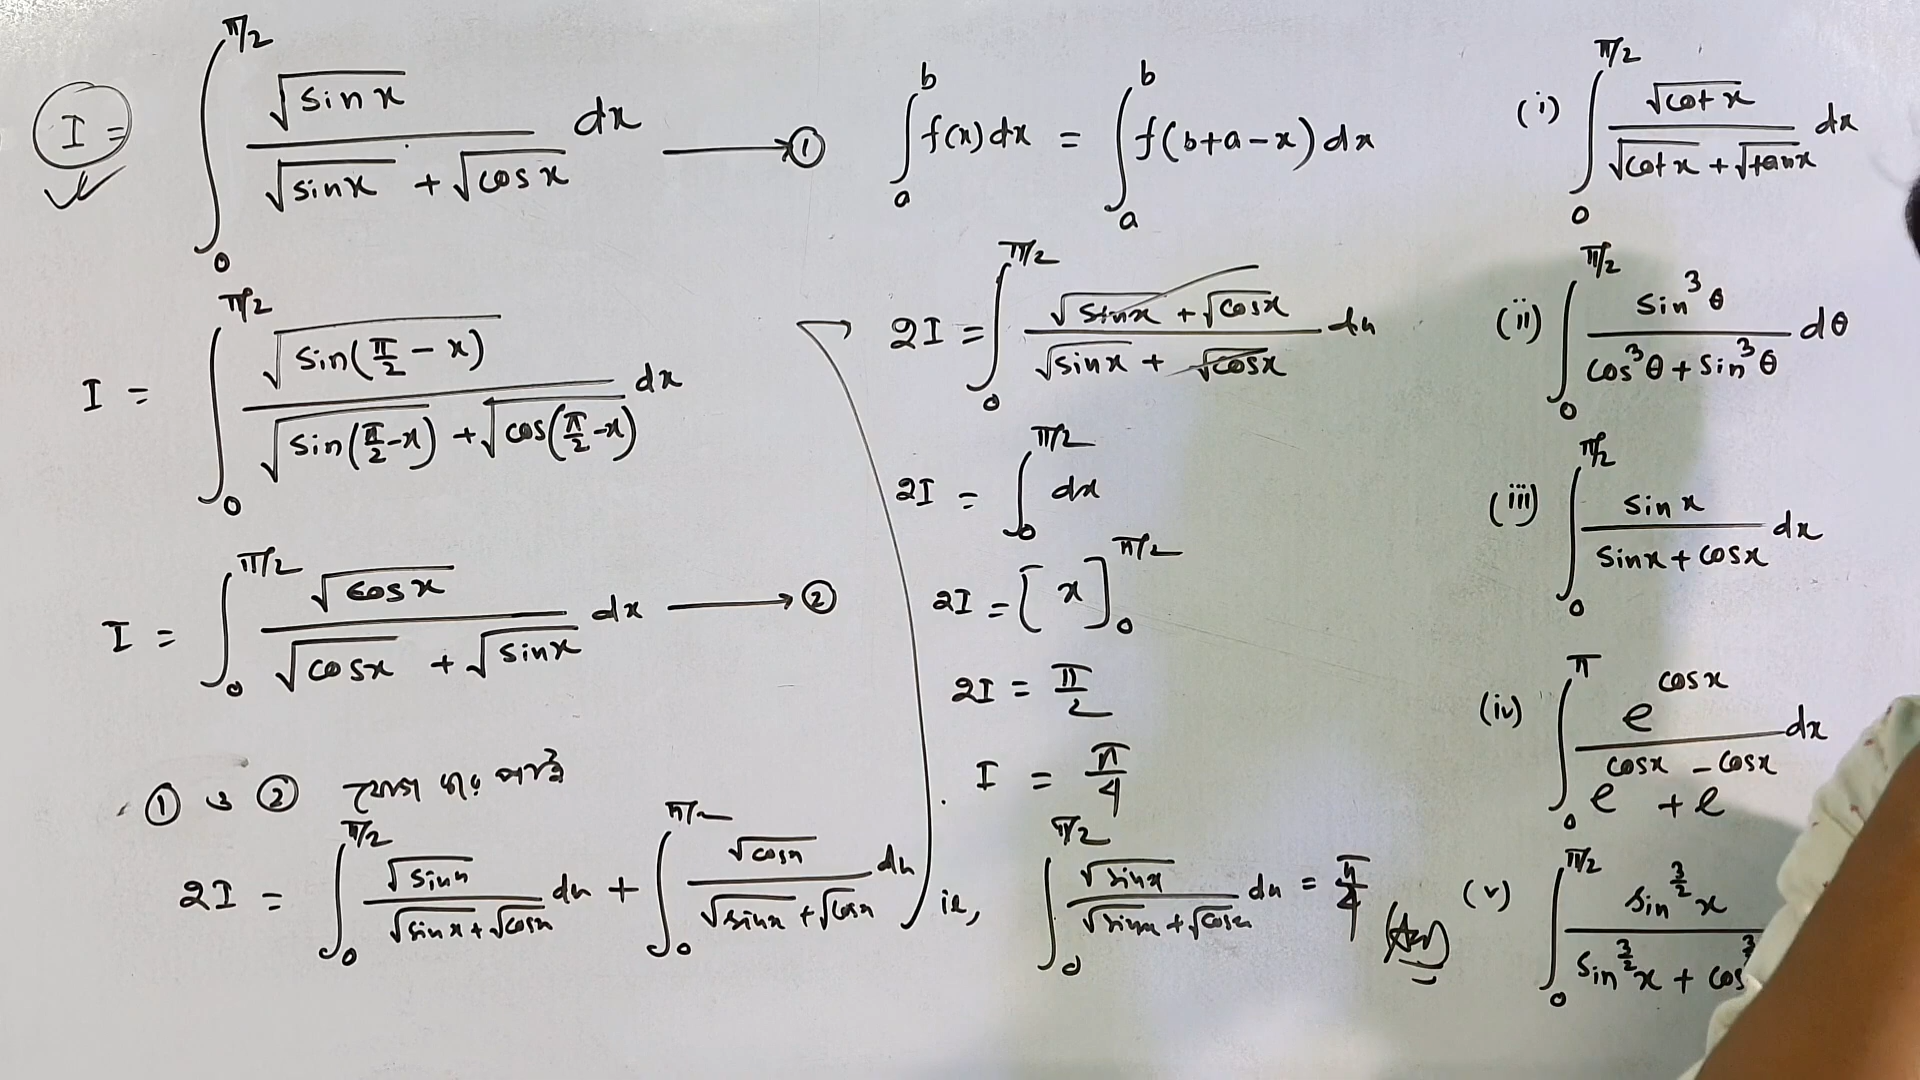 I = ∫₀^{π/2} √sin x / (√sin x + √cos x) dx ⟶ ①
I = ∫₀^{π/2} √sin(π/2 − x) / (√sin(π/2 − x) + √cos(π/2 − x)) dx
I = ∫₀^{π/2} √cos x / (√cos x + √sin x) dx ⟶ ②
① ও ② যোগ করে পাই
2I = ∫₀^{π/2} √sin x / (√sin x + √cos x) dx + ∫₀^{π/2} √cos x / (√sin x + √cos x) dx
∫ₐᵇ f(x) dx = ∫ₐᵇ f(b+a−x) dx
2I = ∫₀^{π/2} (√sin x + √cos x) / (√sin x + √cos x) dx
2I = ∫₀^{π/2} dx
2I = [x]₀^{π/2}
2I = π/2
I = π/4
ie, ∫₀^{π/2} √sin x / (√sin x + √cos x) dx = π/4 (Ans)
(i) ∫₀^{π/2} √cot x / (√cot x + √tan x) dx
(ii) ∫₀^{π/2} sin³θ / (cos³θ + sin³θ) dθ
(iii) ∫₀^{π/2} sin x / (sin x + cos x) dx
(iv) ∫₀^{π} e^{cos x} / (e^{cos x} + e^{−cos x}) dx
(v) ∫₀^{π/2} sin^{3/2} x / (sin^{3/2} x + cos